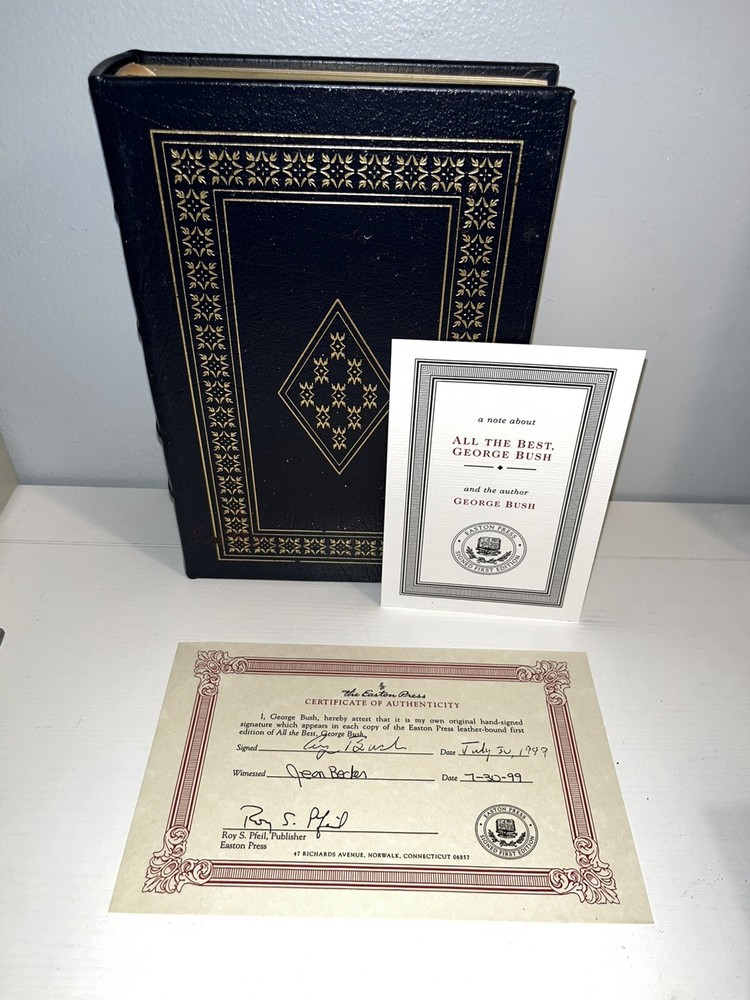 a note about
ALL THE BEST,
GEORGE BUSH
and the author
GEORGE BUSH
EASTON PRESS
SIGNED FIRST EDITION
The Easton Press
CERTIFICATE OF AUTHENTICITY
I, George Bush, hereby attest that it is my own original hand-signed
signature which appears in each copy of the Easton Press leather-bound first
edition of All the Best, George Bush.
Signed G Bush Date July 30, 1999
Witnessed Jean Becker Date 7-30-99
Roy S. Pfeil
Roy S. Pfeil, Publisher
Easton Press
47 RICHARDS AVENUE, NORWALK, CONNECTICUT 06857
EASTON PRESS
SIGNED FIRST EDITION